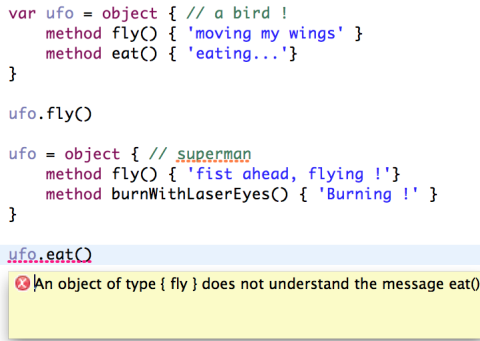 var ufo = object { // a bird !
method fly() { 'moving my wings' }
method eat() { 'eating...'}
}
ufo.fly()
ufo = object { // superman
method fly() { 'fist ahead, flying !'}
method burnWithLaserEyes() { 'Burning !' }
}
ufo.eat()
An object of type { fly } does not understand the message eat()